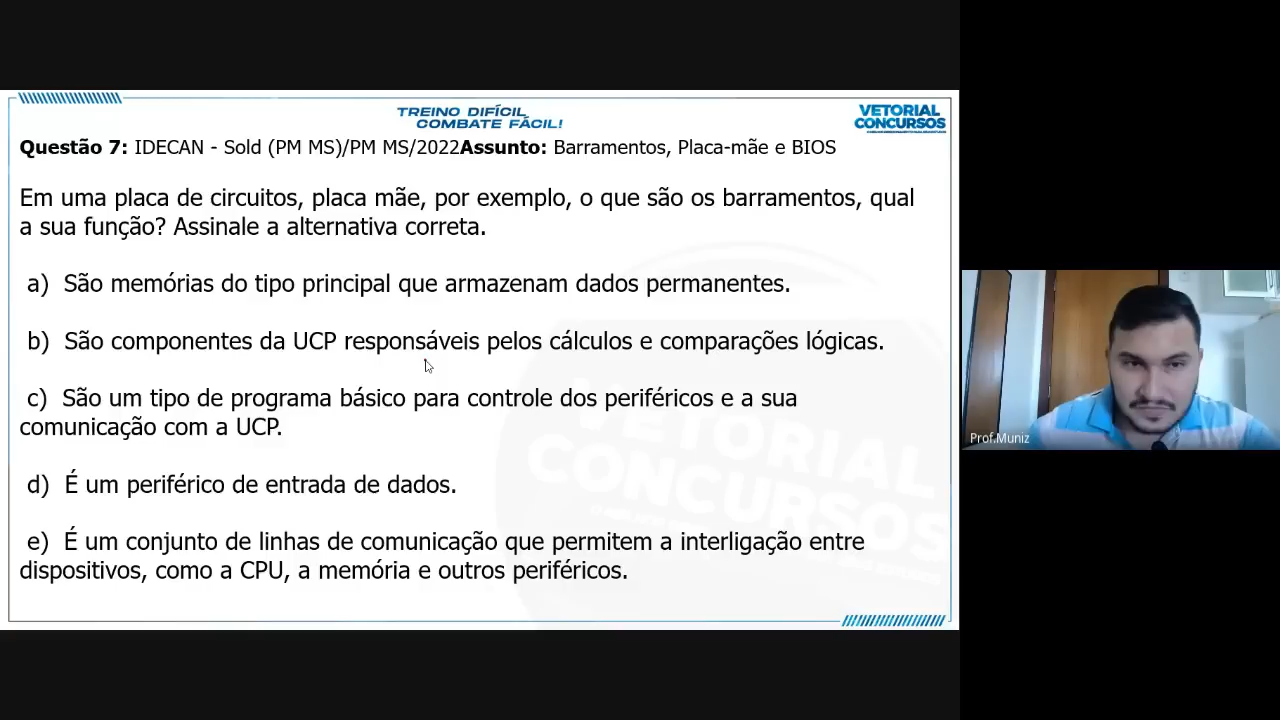 TREINO DIFÍCIL,
COMBATE FÁCIL!
VETORIAL
CONCURSOS
Questão 7: IDECAN - Sold (PM MS)/PM MS/2022Assunto: Barramentos, Placa-mãe e BIOS
Em uma placa de circuitos, placa mãe, por exemplo, o que são os barramentos, qual
a sua função? Assinale a alternativa correta.
a) São memórias do tipo principal que armazenam dados permanentes.
b) São componentes da UCP responsáveis pelos cálculos e comparações lógicas.
c) São um tipo de programa básico para controle dos periféricos e a sua
comunicação com a UCP.
d) É um periférico de entrada de dados.
e) É um conjunto de linhas de comunicação que permitem a interligação entre
dispositivos, como a CPU, a memória e outros periféricos.
VETORIAL
CONCURSOS
Prof.Muniz